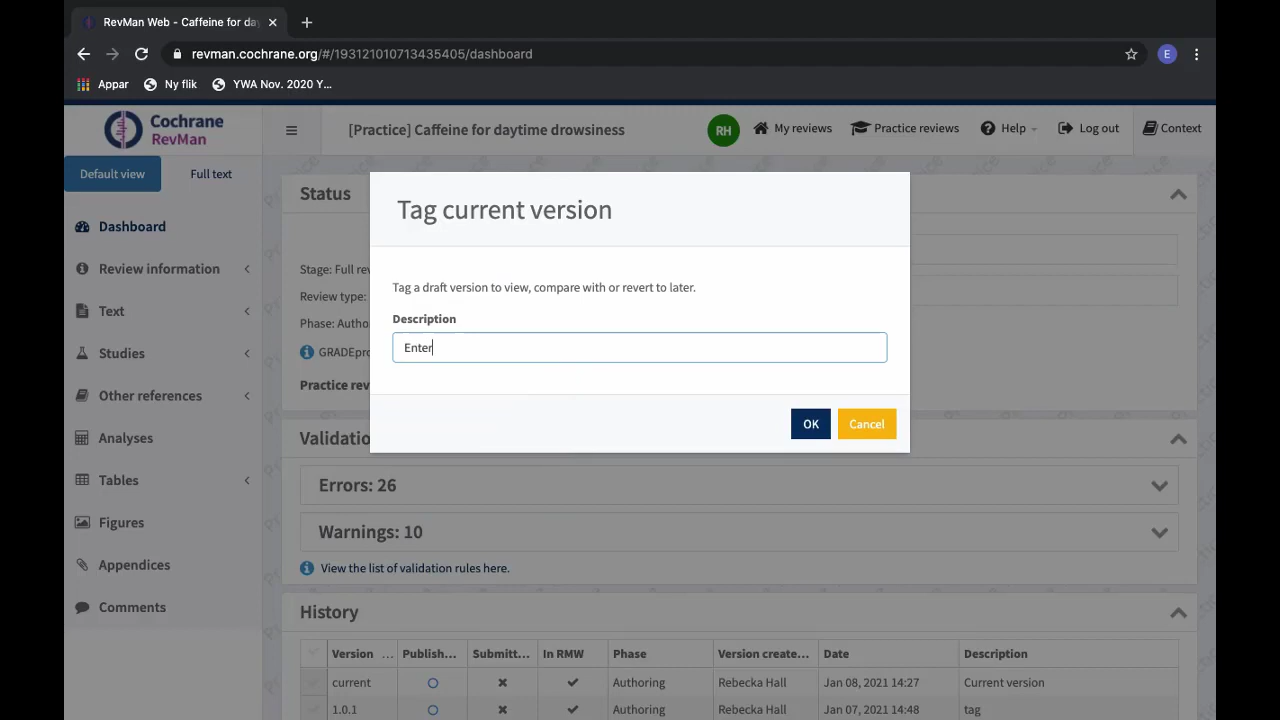 RevMan Web - Caffeine for da
revman.cochrane.org/#/193121010713435405/dashboard
E
Appar
Ny flik
YWA Nov. 2020 Y...
Cochrane
RevMan
[Practice] Caffeine for daytime drowsiness
RH
My reviews
Practice reviews
Help
Log out
Context
Default view
Full text
Dashboard
Review information
Text
Studies
Other references
Analyses
Tables
Figures
Appendices
Comments
Status
Stage: Full rev
Review type:
Phase: Autho
GRADEpro
Practice rev
Tag current version
Tag a draft version to view, compare with or revert to later.
Description
Enter
OK
Cancel
Validatio
Errors: 26
Warnings: 10
View the list of validation rules here.
History
Version ... Publish... Submitt... In RMW Phase Version create... Date Description
current Authoring Rebecka Hall Jan 08, 2021 14:27 Current version
1.0.1 Authoring Rebecka Hall Jan 07, 2021 14:48 tag